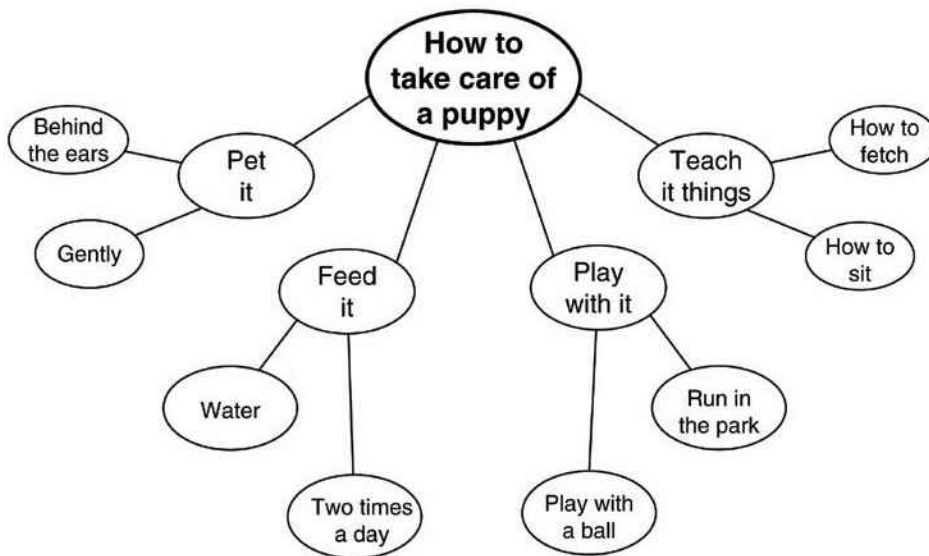 How to
take care of
a puppy
Pet
it
Behind
the ears
Gently
Feed
it
Water
Two times
a day
Play
with it
Play with
a ball
Run in
the park
Teach
it things
How to
fetch
How to
sit